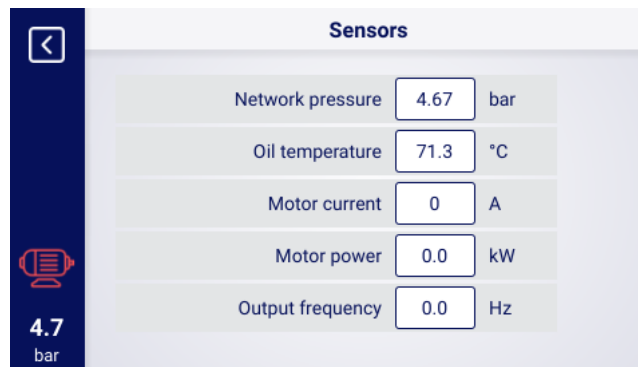 Sensors
Network pressure 4.67 bar
Oil temperature 71.3 °C
Motor current 0 A
Motor power 0.0 kW
Output frequency 0.0 Hz
4.7
bar